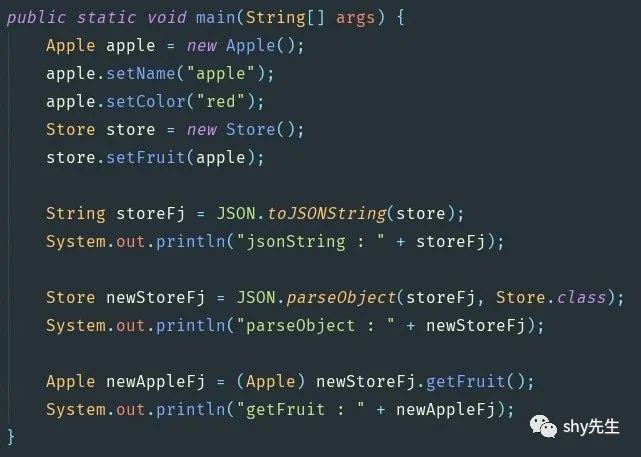 public static void main(String[] args) {
    Apple apple = new Apple();
    apple.setName("apple");
    apple.setColor("red");
    Store store = new Store();
    store.setFruit(apple);

    String storeFj = JSON.toJSONString(store);
    System.out.println("jsonString : " + storeFj);

    Store newStoreFj = JSON.parseObject(storeFj, Store.class);
    System.out.println("parseObject : " + newStoreFj);

    Apple newAppleFj = (Apple) newStoreFj.getFruit();
    System.out.println("getFruit : " + newAppleFj);
}
shy先生